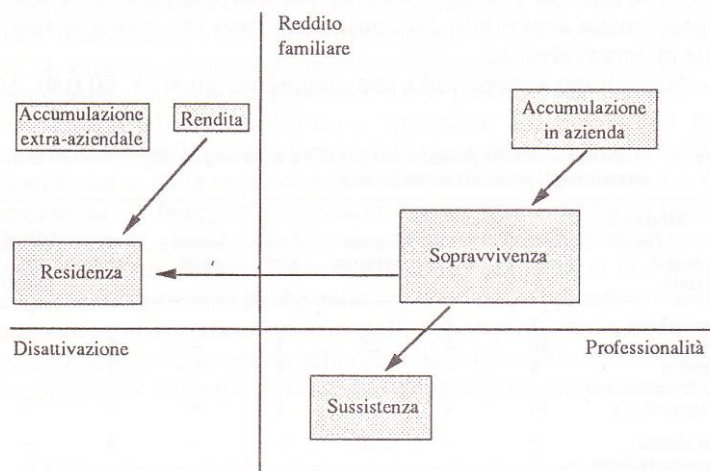 Reddito
familiare
Accumulazione
extra-aziendale
Rendita
Accumulazione
in azienda
Residenza
Sopravvivenza
Disattivazione
Professionalità
Sussistenza